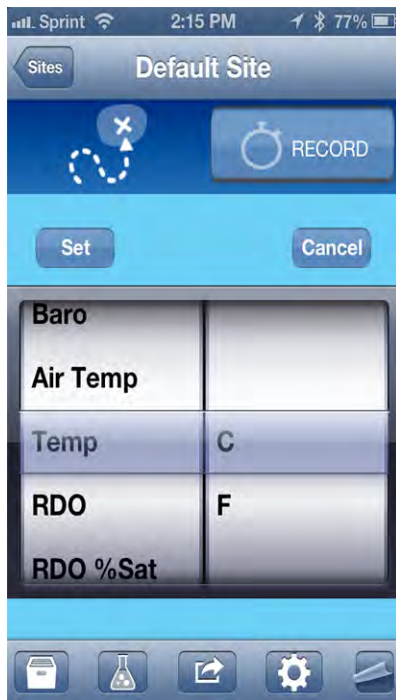 Sprint 2:15 PM 77%
Sites Default Site
RECORD
Set Cancel
Baro
Air Temp
Temp C
RDO F
RDO %Sat